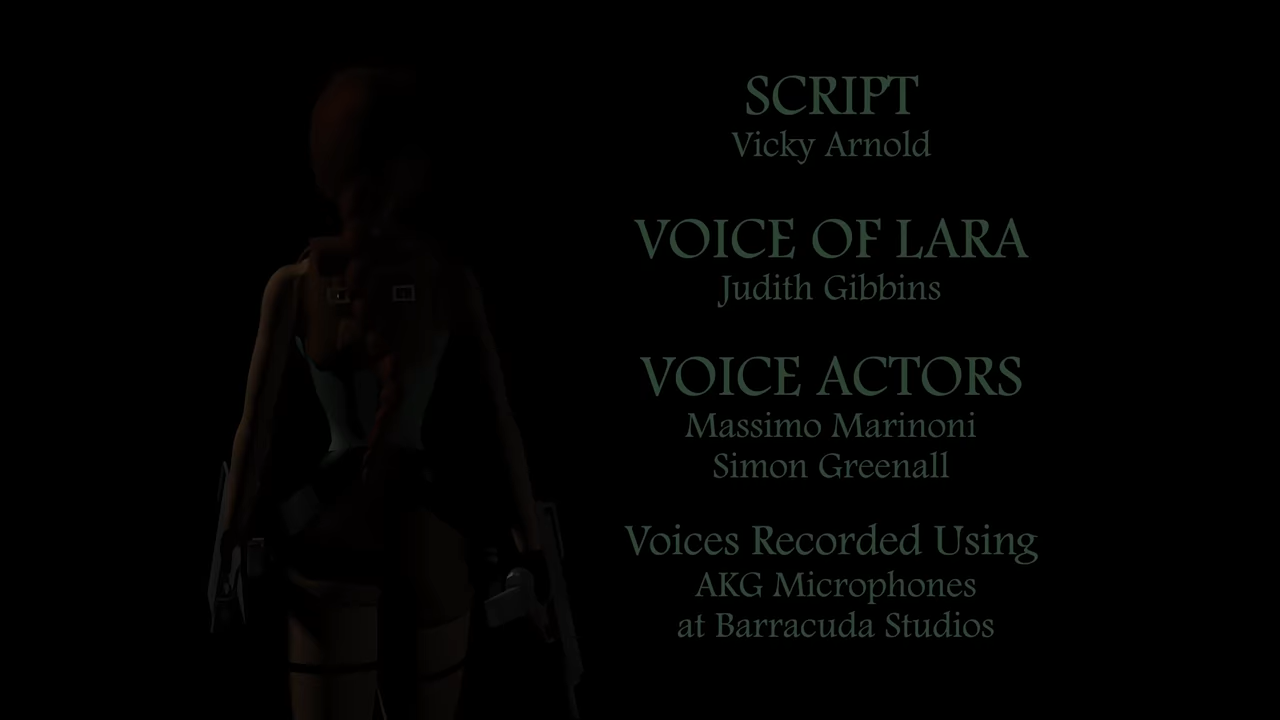 SCRIPT
Vicky Arnold
VOICE OF LARA
Judith Gibbins
VOICE ACTORS
Massimo Marinoni
Simon Greenall
Voices Recorded Using
AKG Microphones
at Barracuda Studios